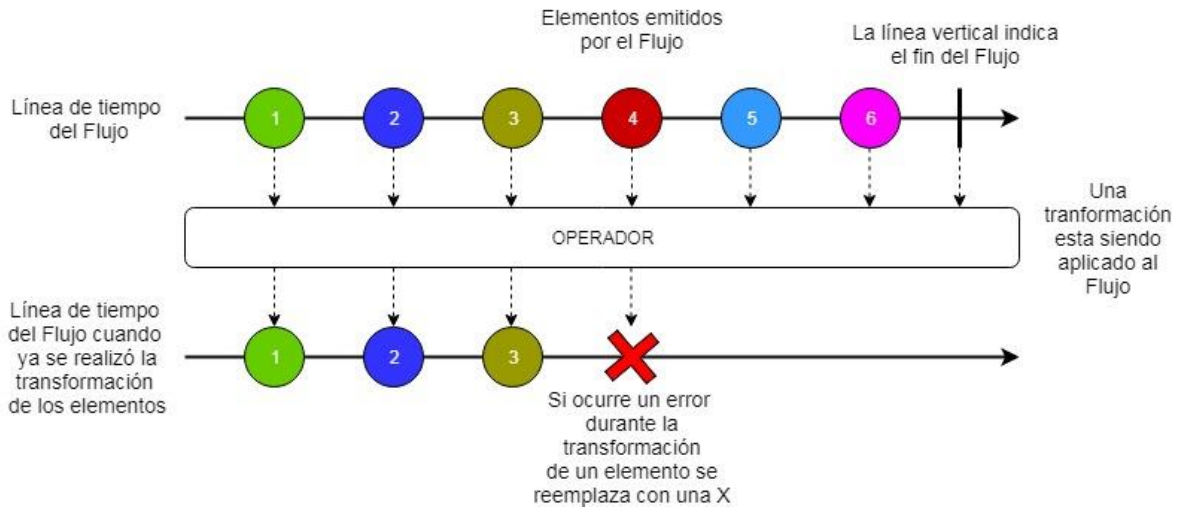 Elementos emitidos
por el Flujo
La línea vertical indica
el fin del Flujo
Línea de tiempo
del Flujo
1
2
3
4
5
6
OPERADOR
Una
tranformación
esta siendo
aplicado al
Flujo
Línea de tiempo
del Flujo cuando
ya se realizó la
transformación
de los elementos
1
2
3
Si ocurre un error
durante la
transformación
de un elemento se
reemplaza con una X